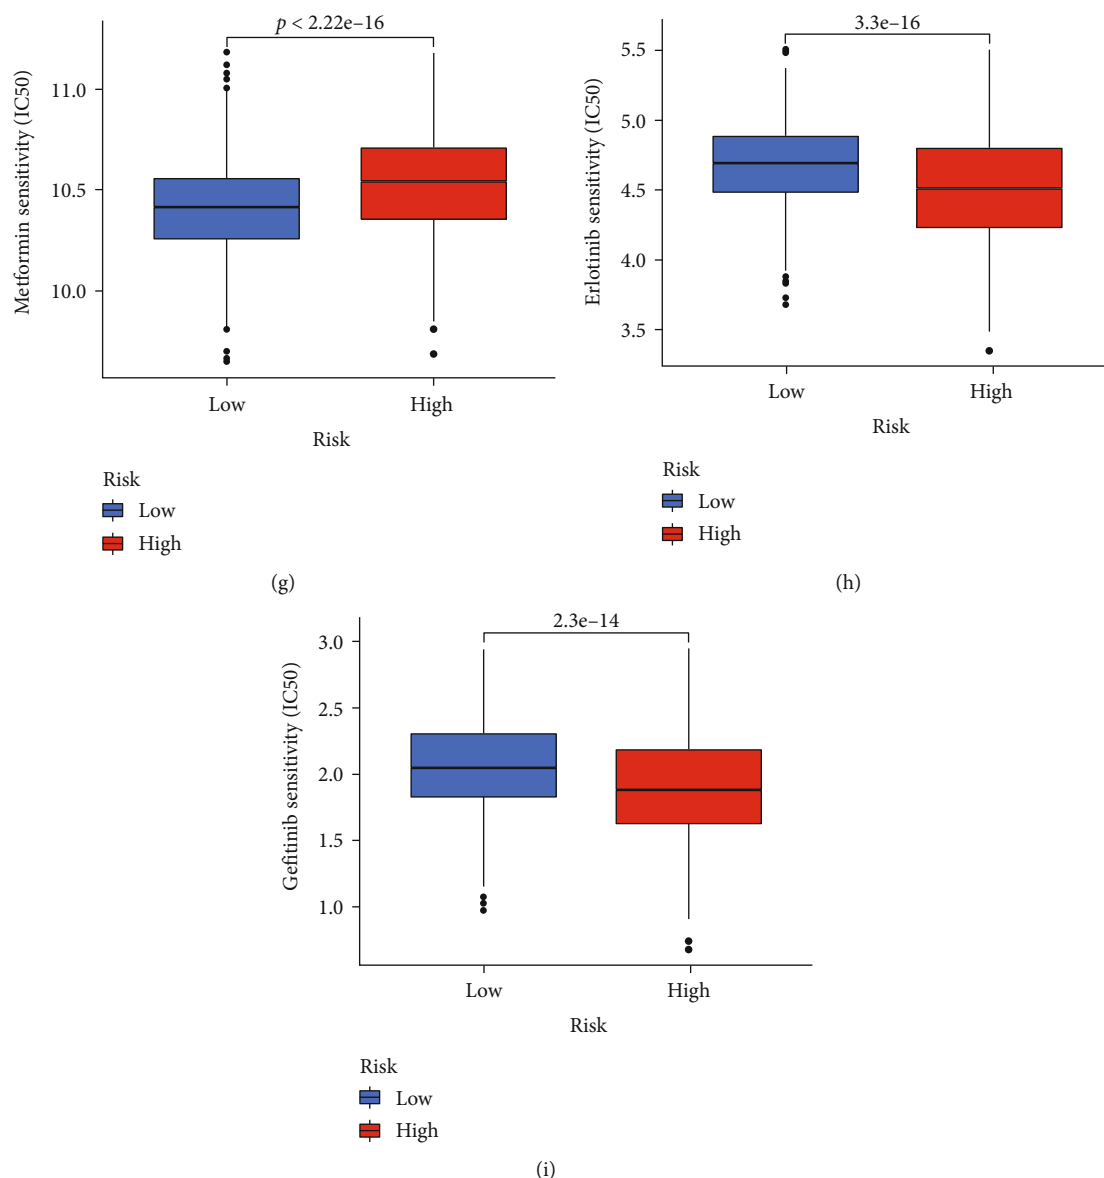 p < 2.22e–16
Metformin sensitivity (IC50)
11.0
10.5
10.0
Low
High
Risk
Risk
Low
High
(g)
3.3e–16
Erlotinib sensitivity (IC50)
5.5
5.0
4.5
4.0
3.5
Low
High
Risk
Risk
Low
High
(h)
2.3e–14
Gefitinib sensitivity (IC50)
3.0
2.5
2.0
1.5
1.0
Low
High
Risk
Risk
Low
High
(i)